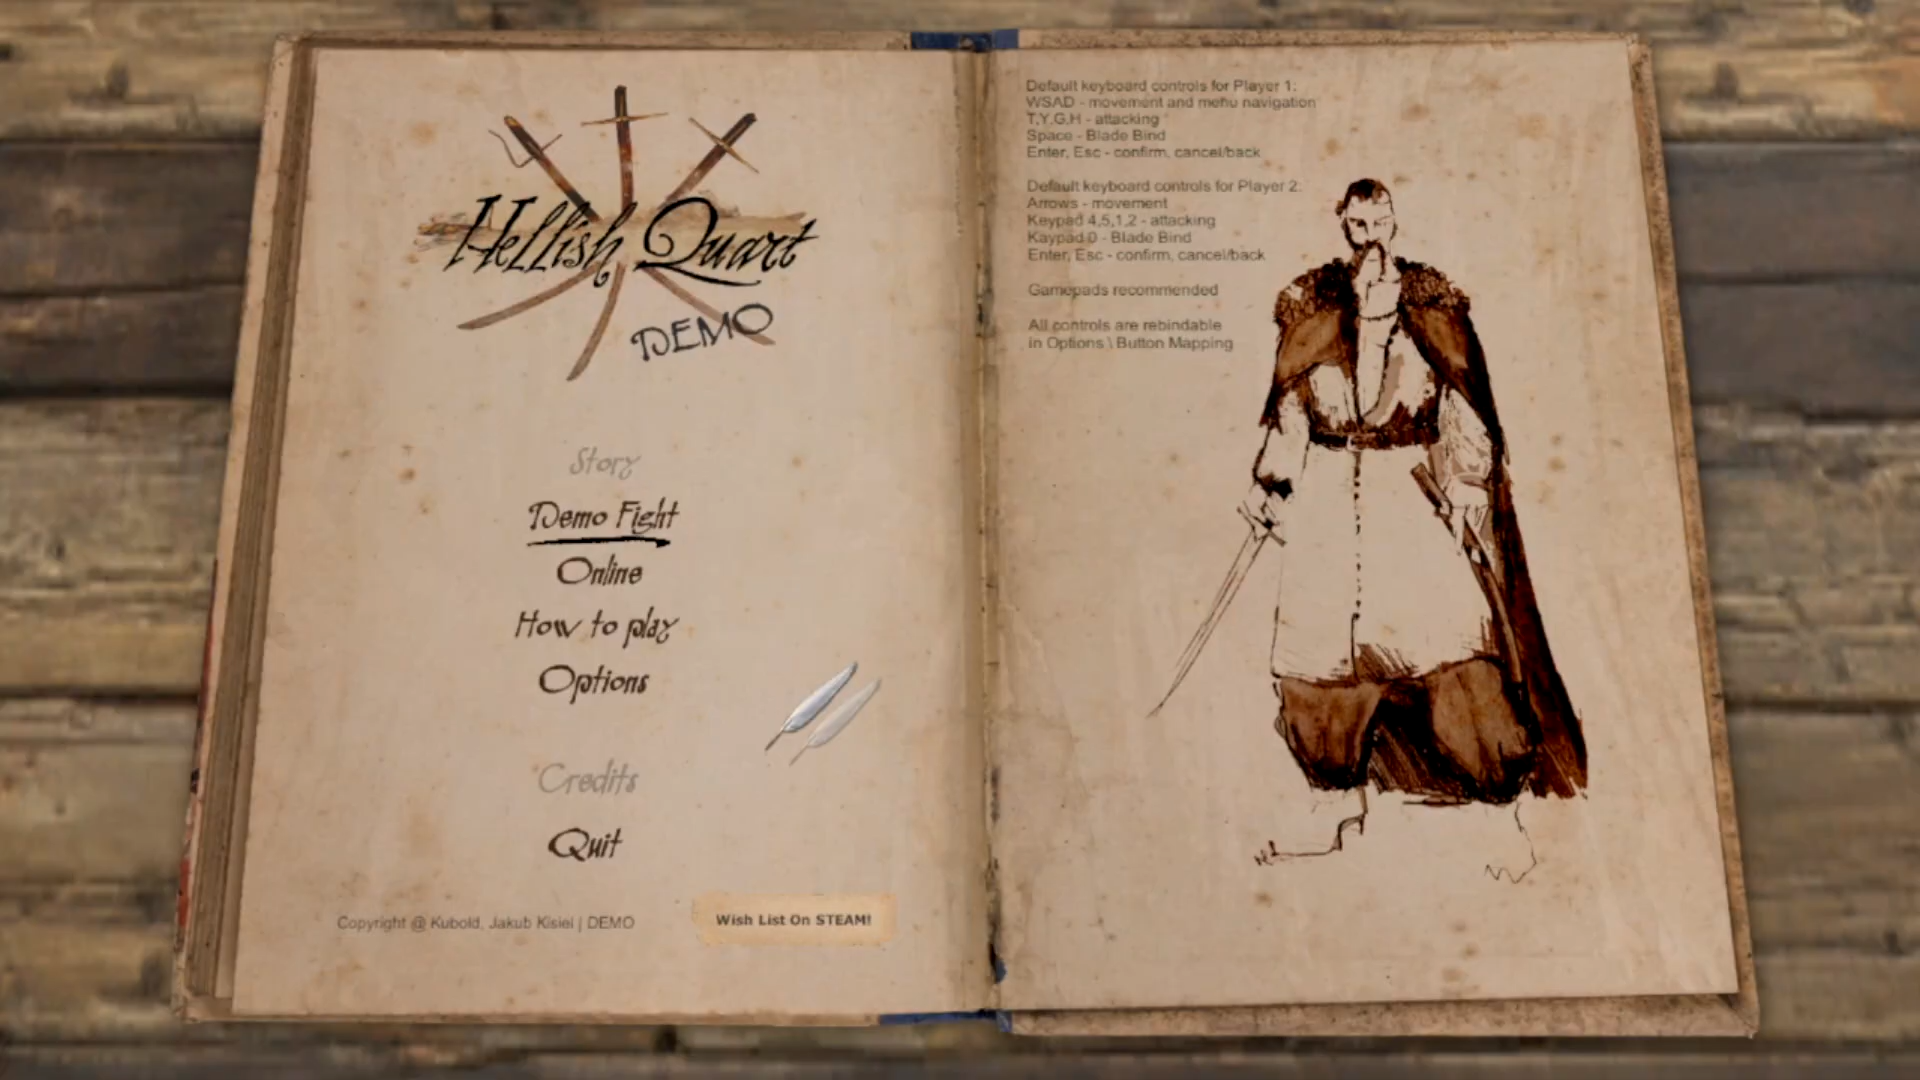 Hellish Quart
DEMO
Story
Demo Fight
Online
How to play
Options
Credits
Quit
Copyright @ Kubold, Jakub Kisiel | DEMO
Wish List On STEAM!
Default keyboard controls for Player 1:
WSAD - movement and menu navigation
T,Y,G,H - attacking
Space - Blade Bind
Enter, Esc - confirm, cancel/back
Default keyboard controls for Player 2:
Arrows - movement
Keypad 4,5,1,2 - attacking
Kaypad 0 - Blade Bind
Enter, Esc - confirm, cancel/back
Gamepads recommended
All controls are rebindable
in Options \ Button Mapping